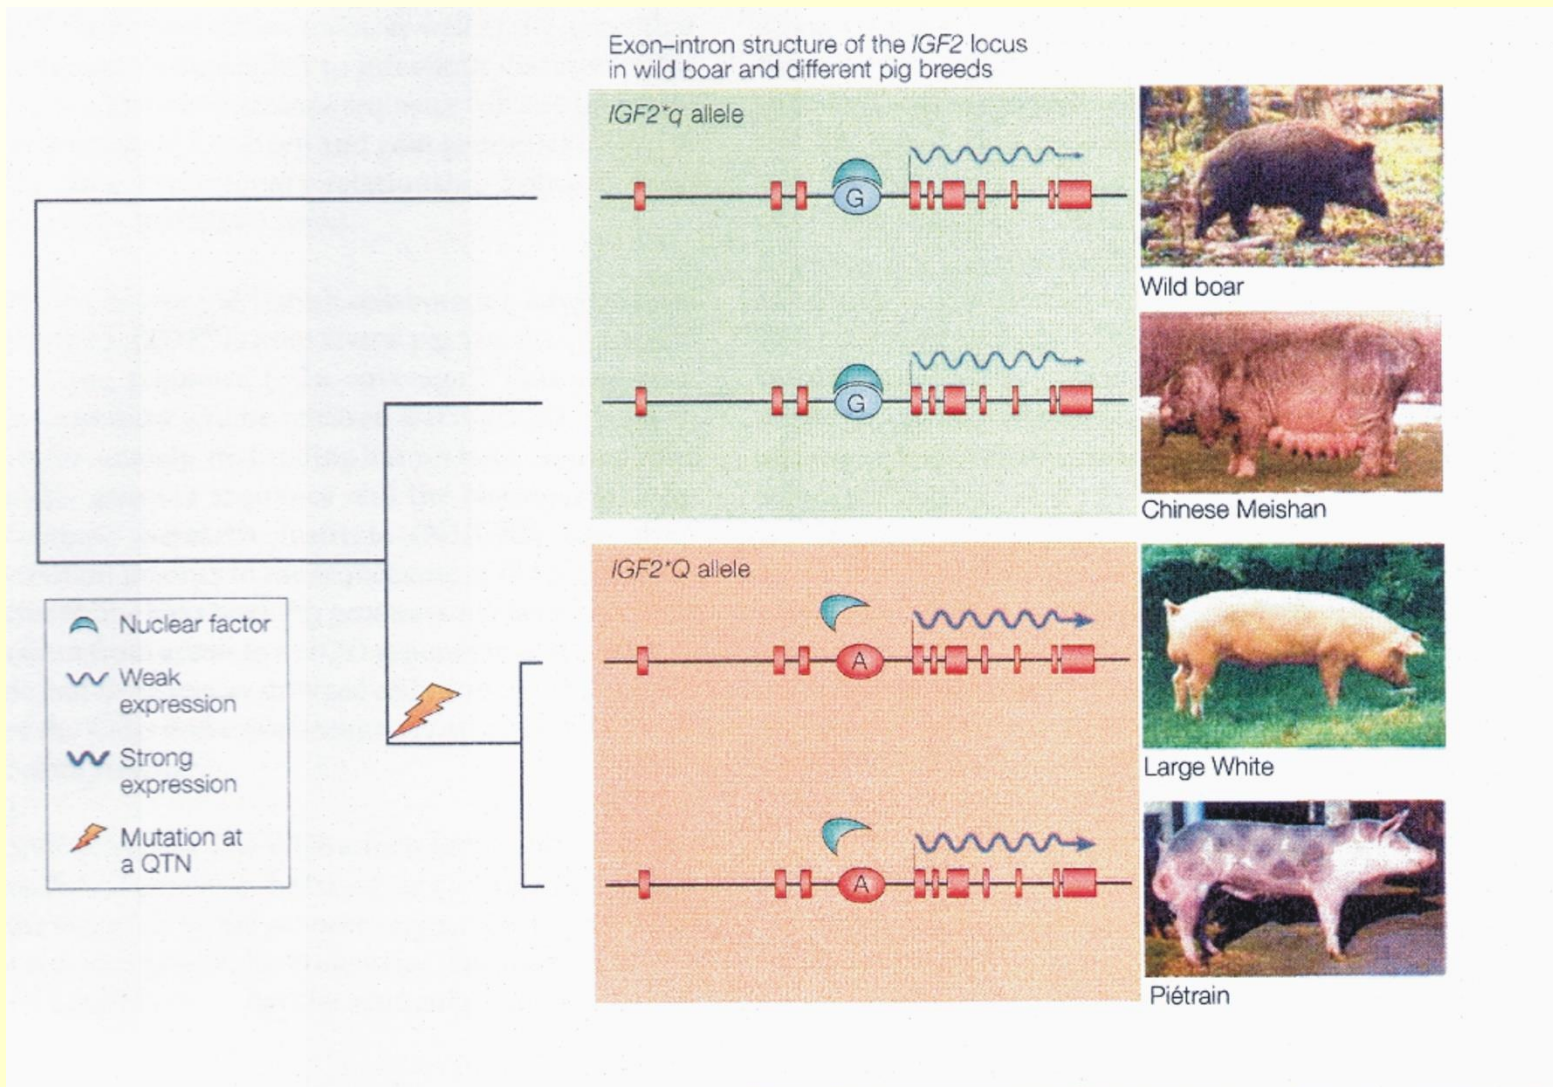 Exon–intron structure of the IGF2 locus
in wild boar and different pig breeds
IGF2*q allele
G
Wild boar
G
Chinese Meishan
IGF2*Q allele
A
Large White
A
Piétrain
Nuclear factor
Weak
expression
Strong
expression
Mutation at
a QTN